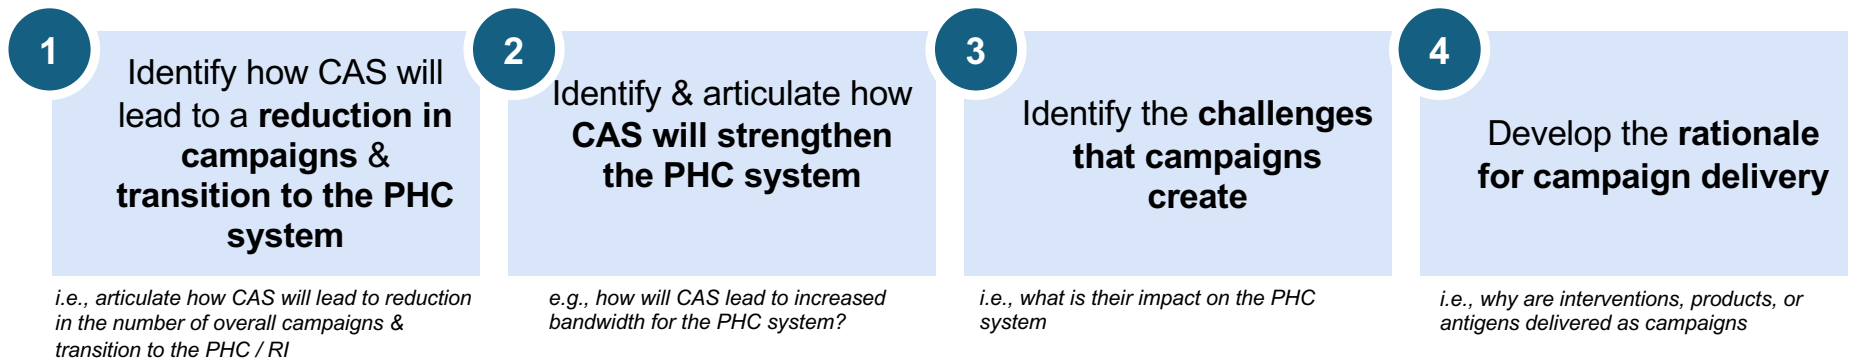 1
Identify how CAS will
lead to a reduction in
campaigns &
transition to the PHC
system
i.e., articulate how CAS will lead to reduction
in the number of overall campaigns &
transition to the PHC / RI
2
Identify & articulate how
CAS will strengthen
the PHC system
e.g., how will CAS lead to increased
bandwidth for the PHC system?
3
Identify the challenges
that campaigns
create
i.e., what is their impact on the PHC
system
4
Develop the rationale
for campaign delivery
i.e., why are interventions, products, or
antigens delivered as campaigns